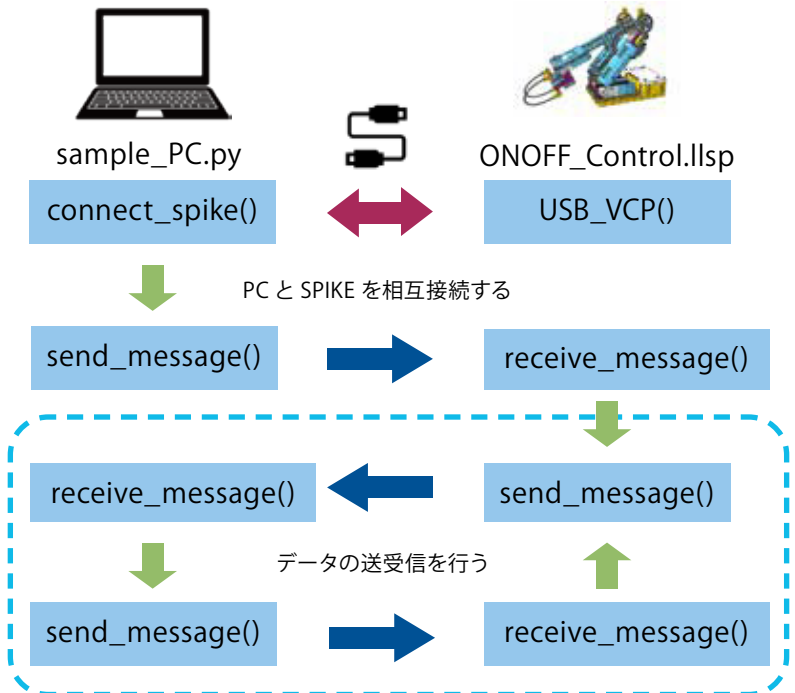 sample_PC.py
ONOFF_Control.llsp
connect_spike()
USB_VCP()
PC と SPIKE を相互接続する
send_message()
receive_message()
receive_message()
send_message()
データの送受信を行う
send_message()
receive_message()